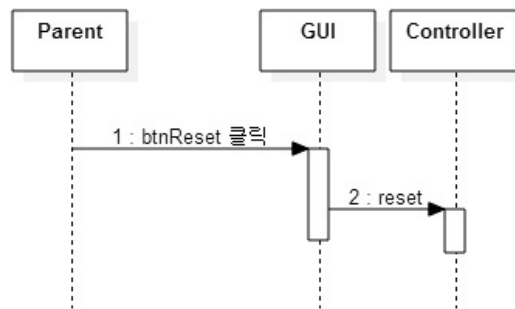 Parent
GUI
Controller
1 : btnReset 클릭
2 : reset